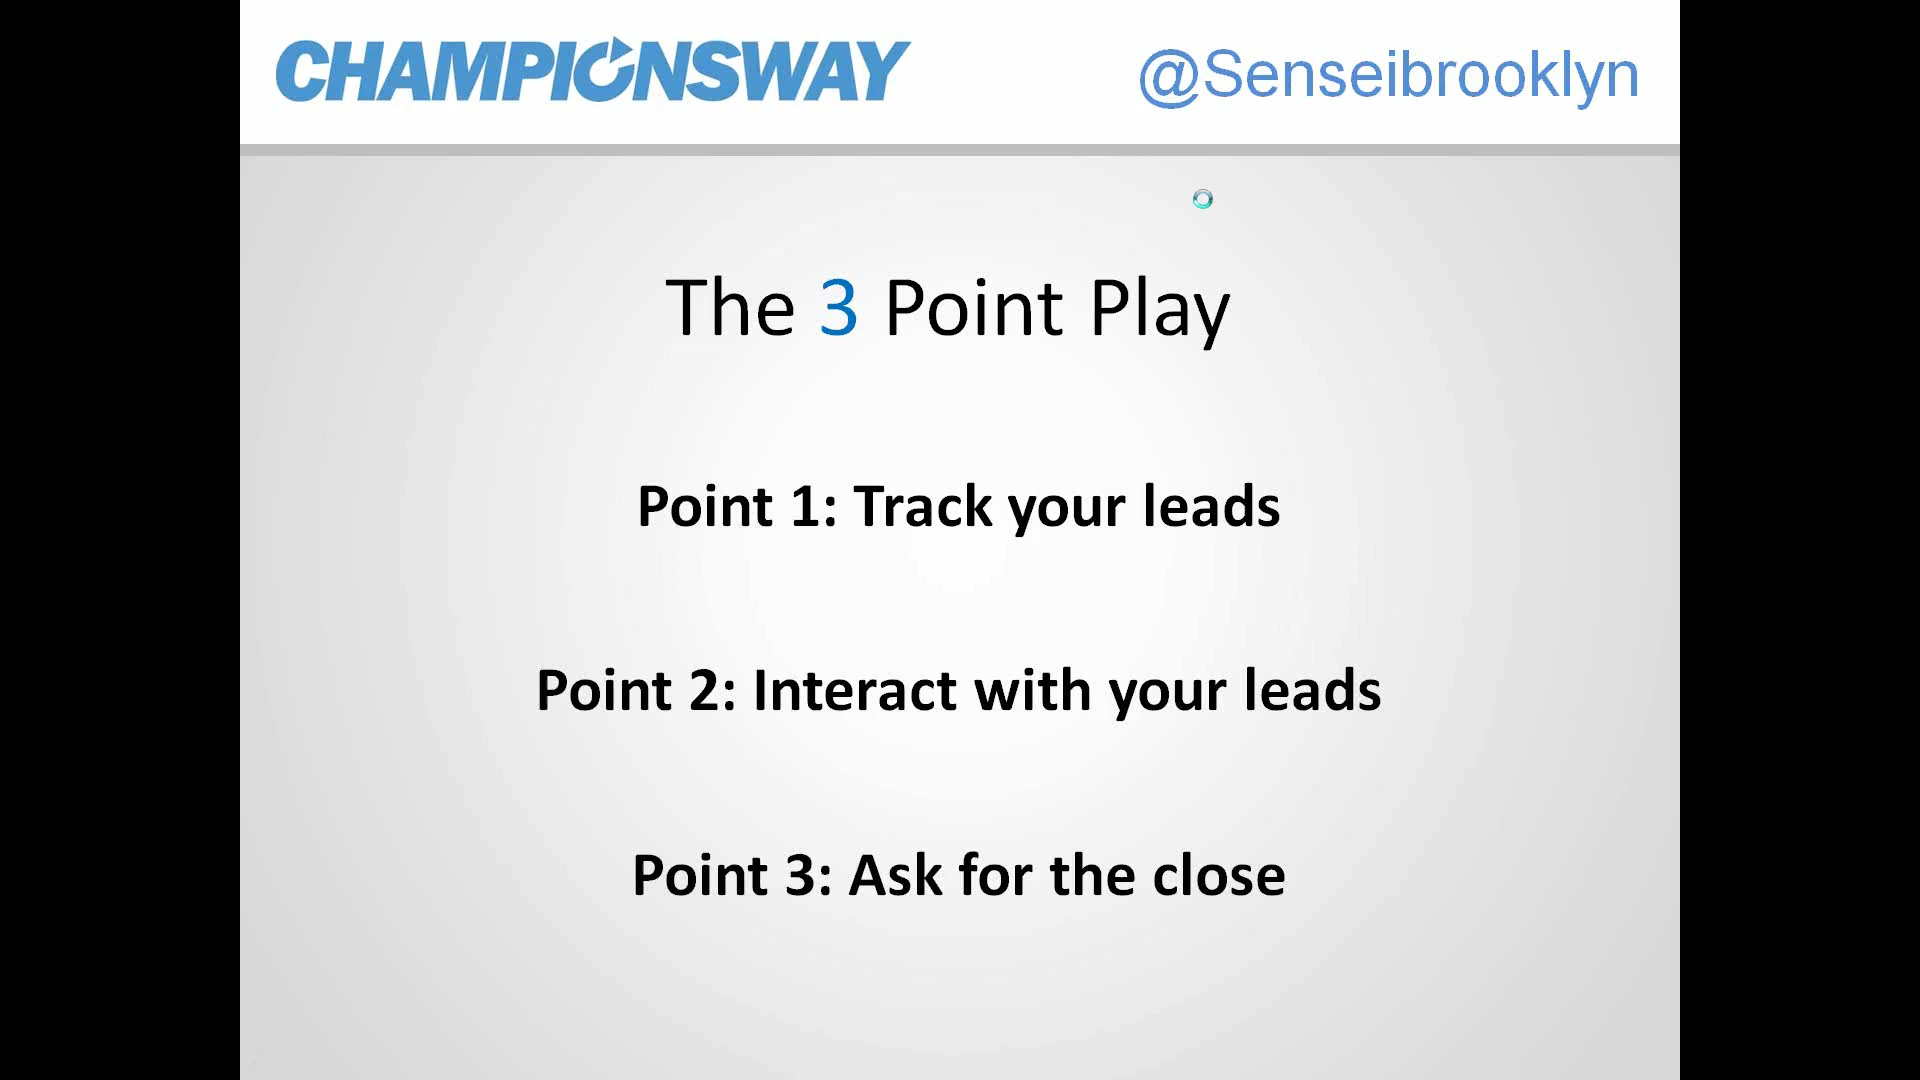 CHAMPIONSWAY
@Senseibrooklyn
The 3 Point Play
Point 1: Track your leads
Point 2: Interact with your leads
Point 3: Ask for the close